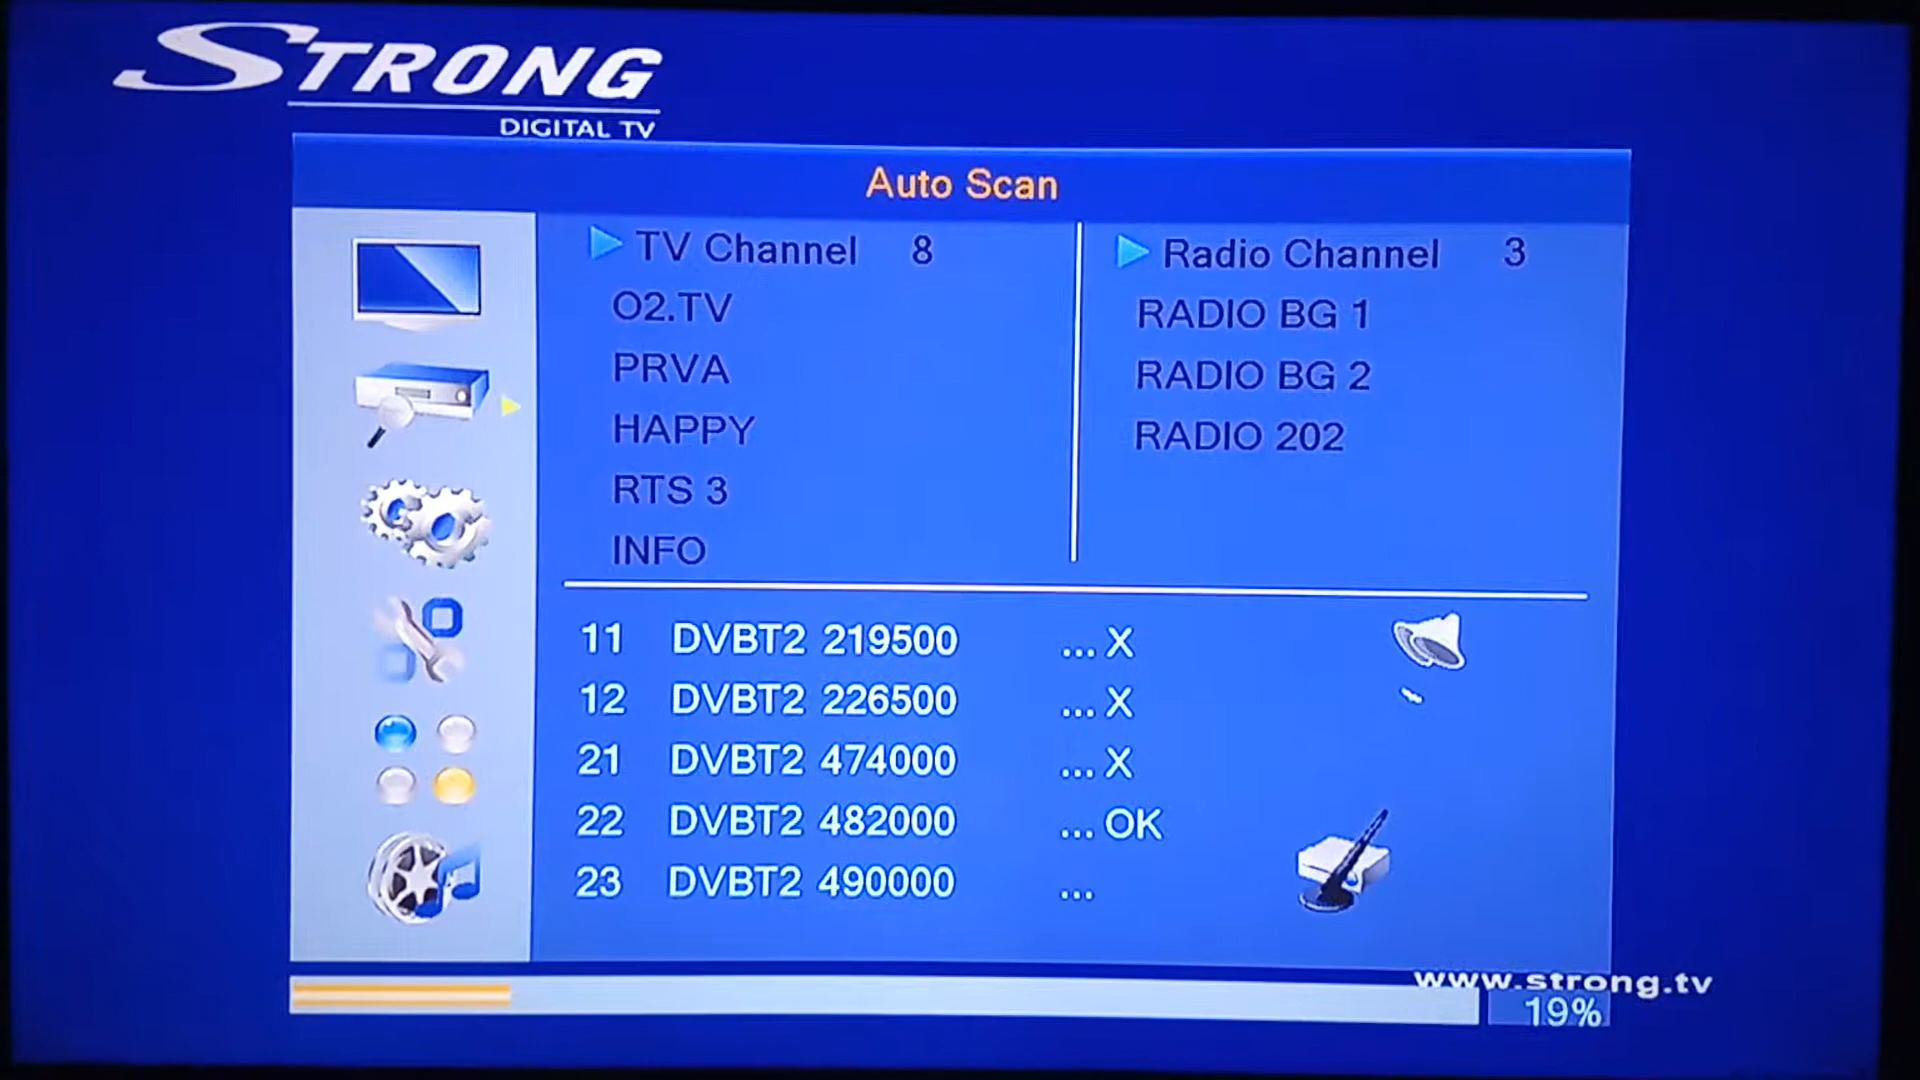 STRONG
DIGITAL TV
Auto Scan
TV Channel 8
O2.TV
PRVA
HAPPY
RTS 3
INFO
Radio Channel 3
RADIO BG 1
RADIO BG 2
RADIO 202
11 DVBT2 219500 ... X
12 DVBT2 226500 ... X
21 DVBT2 474000 ... X
22 DVBT2 482000 ... OK
23 DVBT2 490000 ...
www.strong.tv
19%